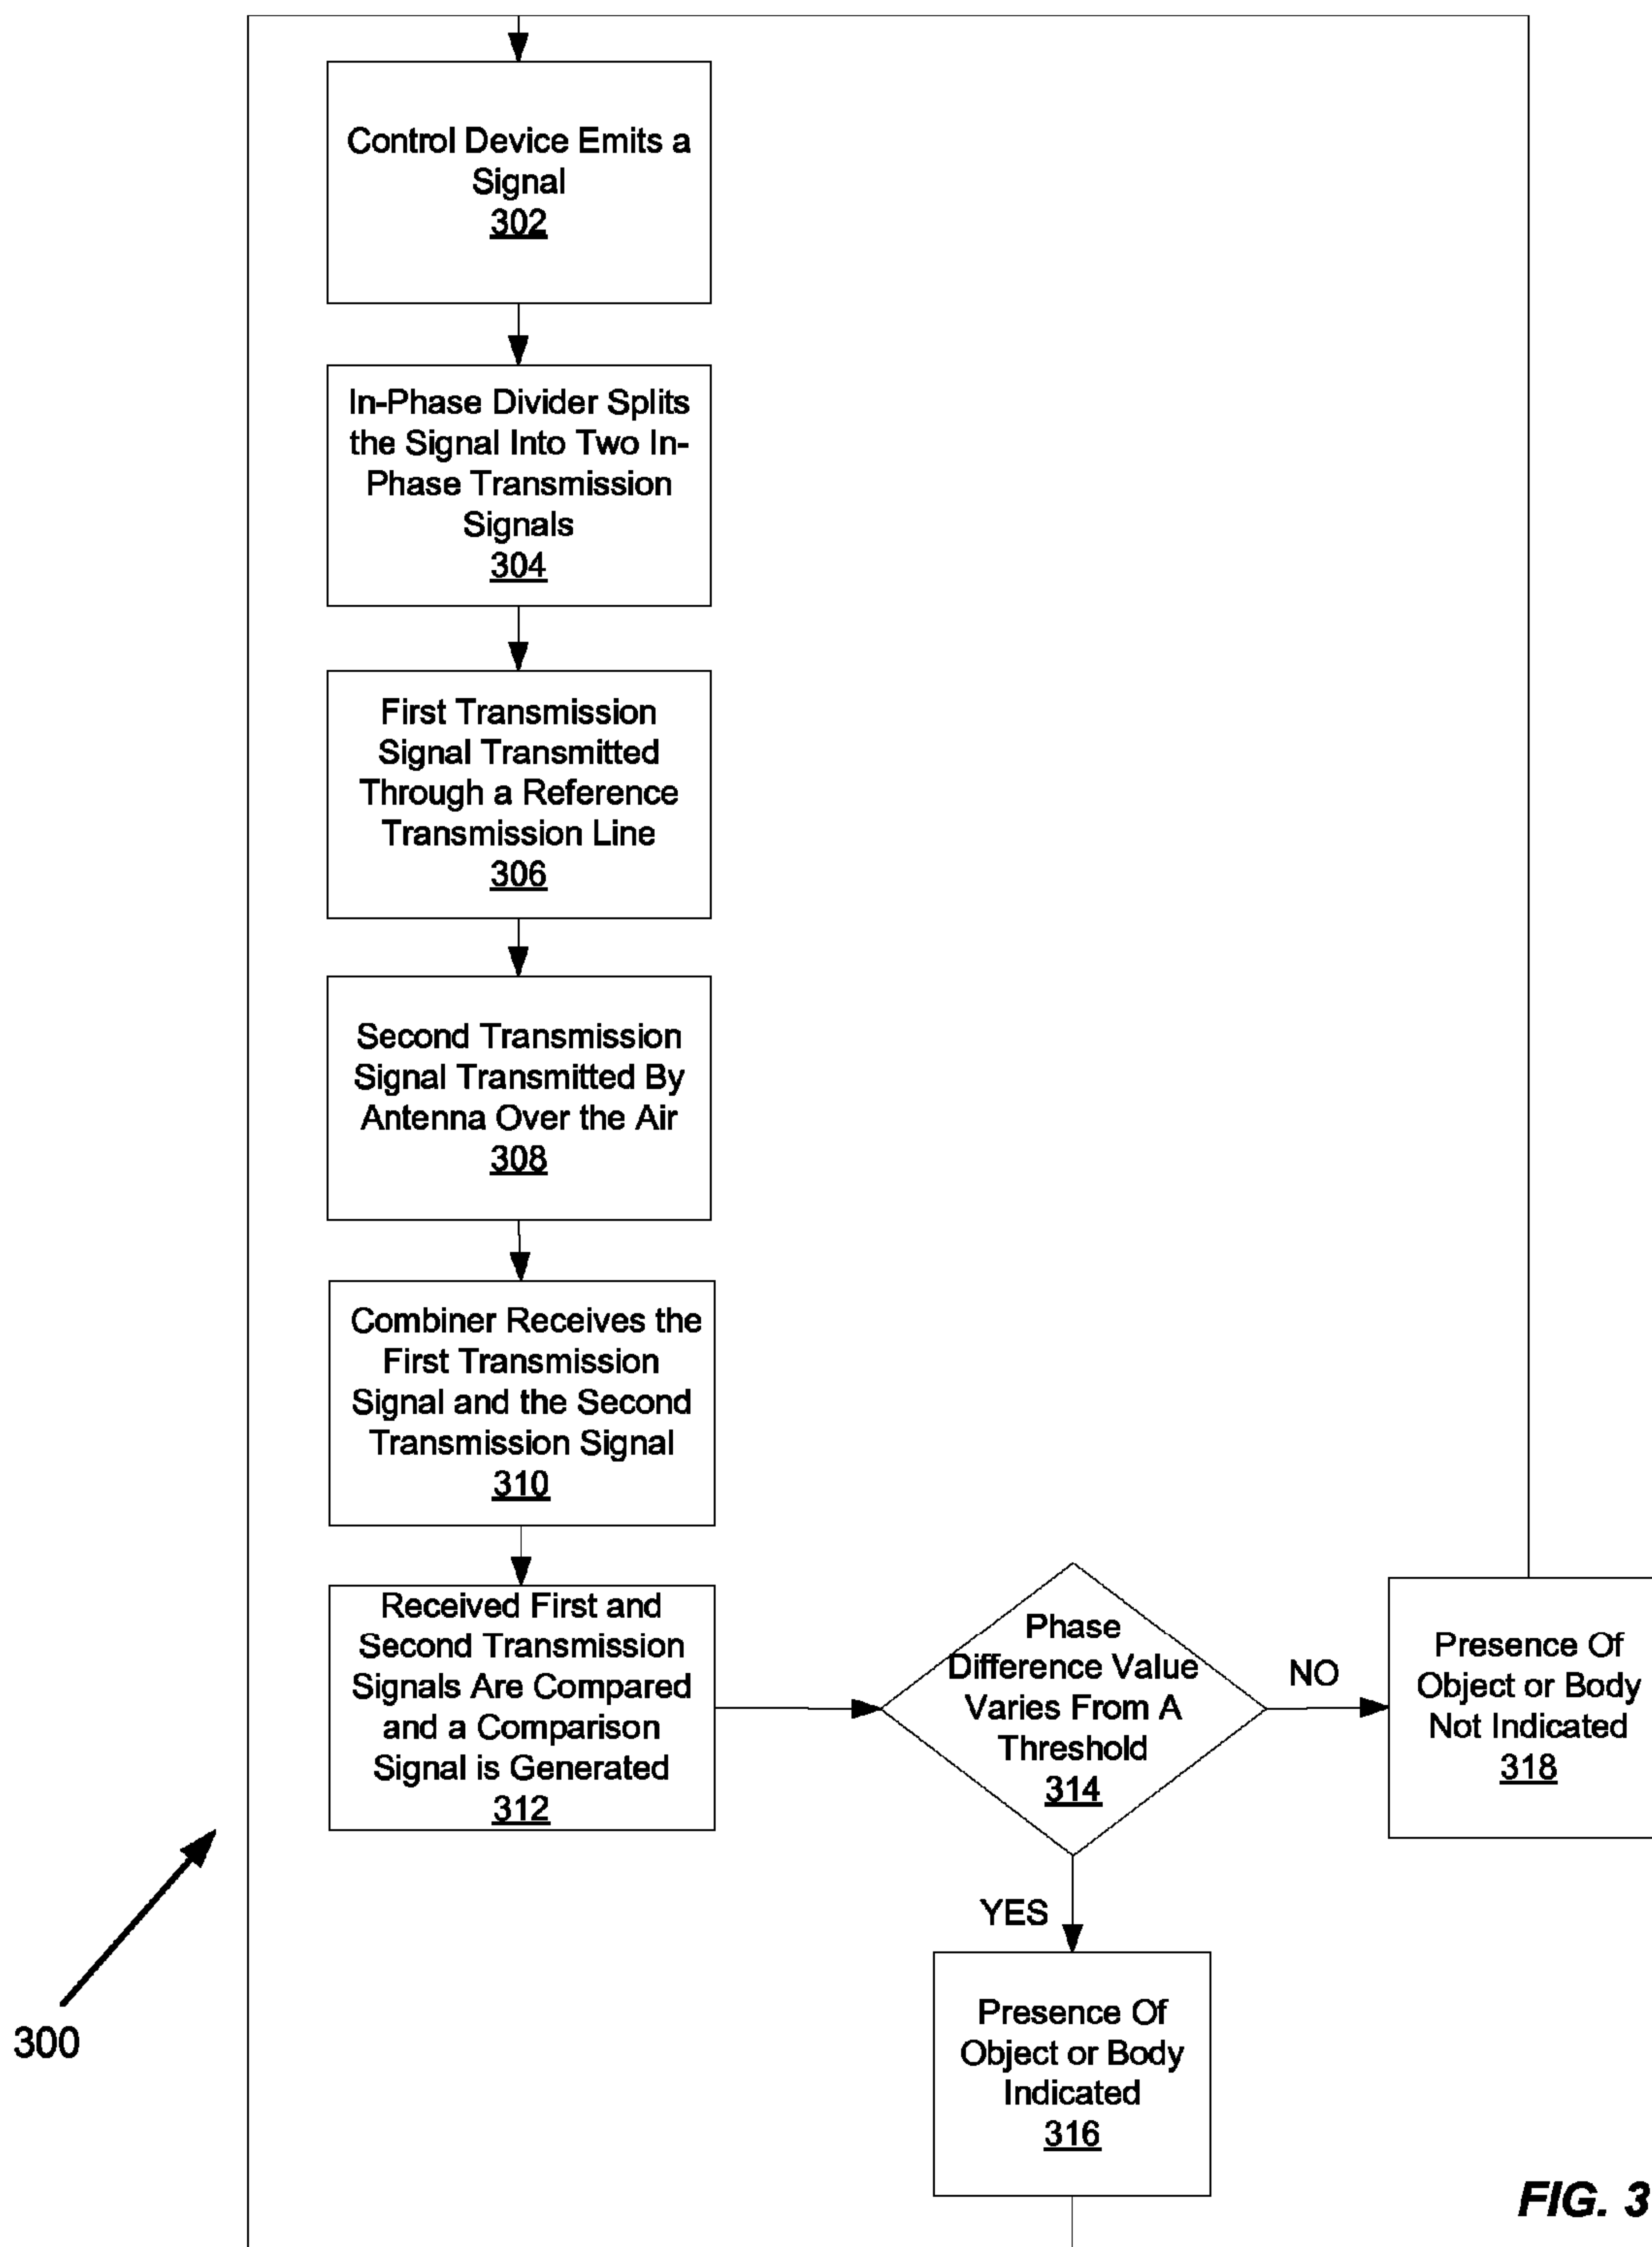 Control Device Emits a
Signal
302
In-Phase Divider Splits
the Signal Into Two In-
Phase Transmission
Signals
304
First Transmission
Signal Transmitted
Through a Reference
Transmission Line
306
Second Transmission
Signal Transmitted By
Antenna Over the Air
308
Combiner Receives the
First Transmission
Signal and the Second
Transmission Signal
310
Received First and
Second Transmission
Signals Are Compared
and a Comparison
Signal is Generated
312
Phase
Difference Value
Varies From A
Threshold
314
NO
Presence Of
Object or Body
Not Indicated
318
YES
Presence Of
Object or Body
Indicated
316
300
FIG. 3